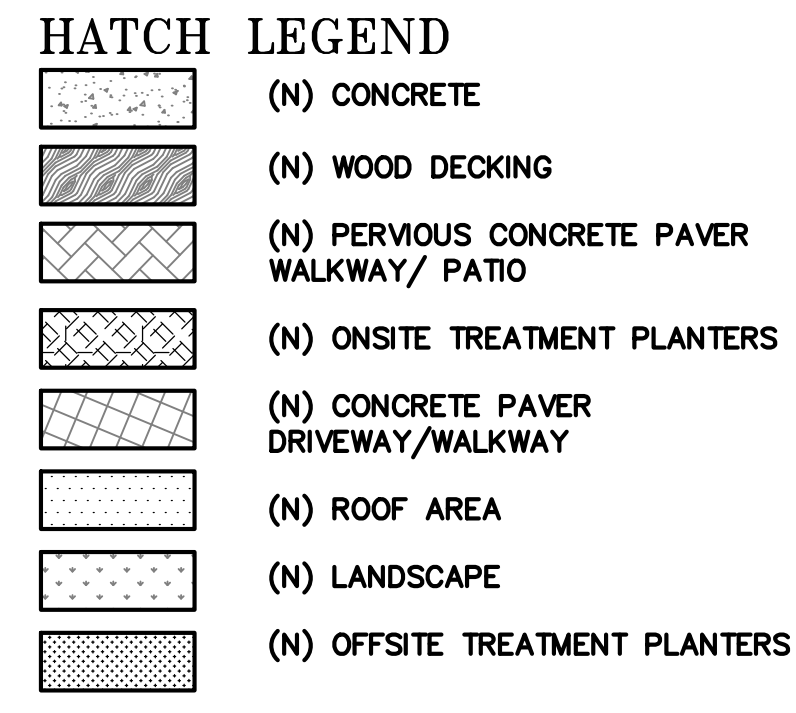 HATCH LEGEND
(N) CONCRETE
(N) WOOD DECKING
(N) PERVIOUS CONCRETE PAVER
WALKWAY/ PATIO
(N) ONSITE TREATMENT PLANTERS
(N) CONCRETE PAVER
DRIVEWAY/WALKWAY
(N) ROOF AREA
(N) LANDSCAPE
(N) OFFSITE TREATMENT PLANTERS